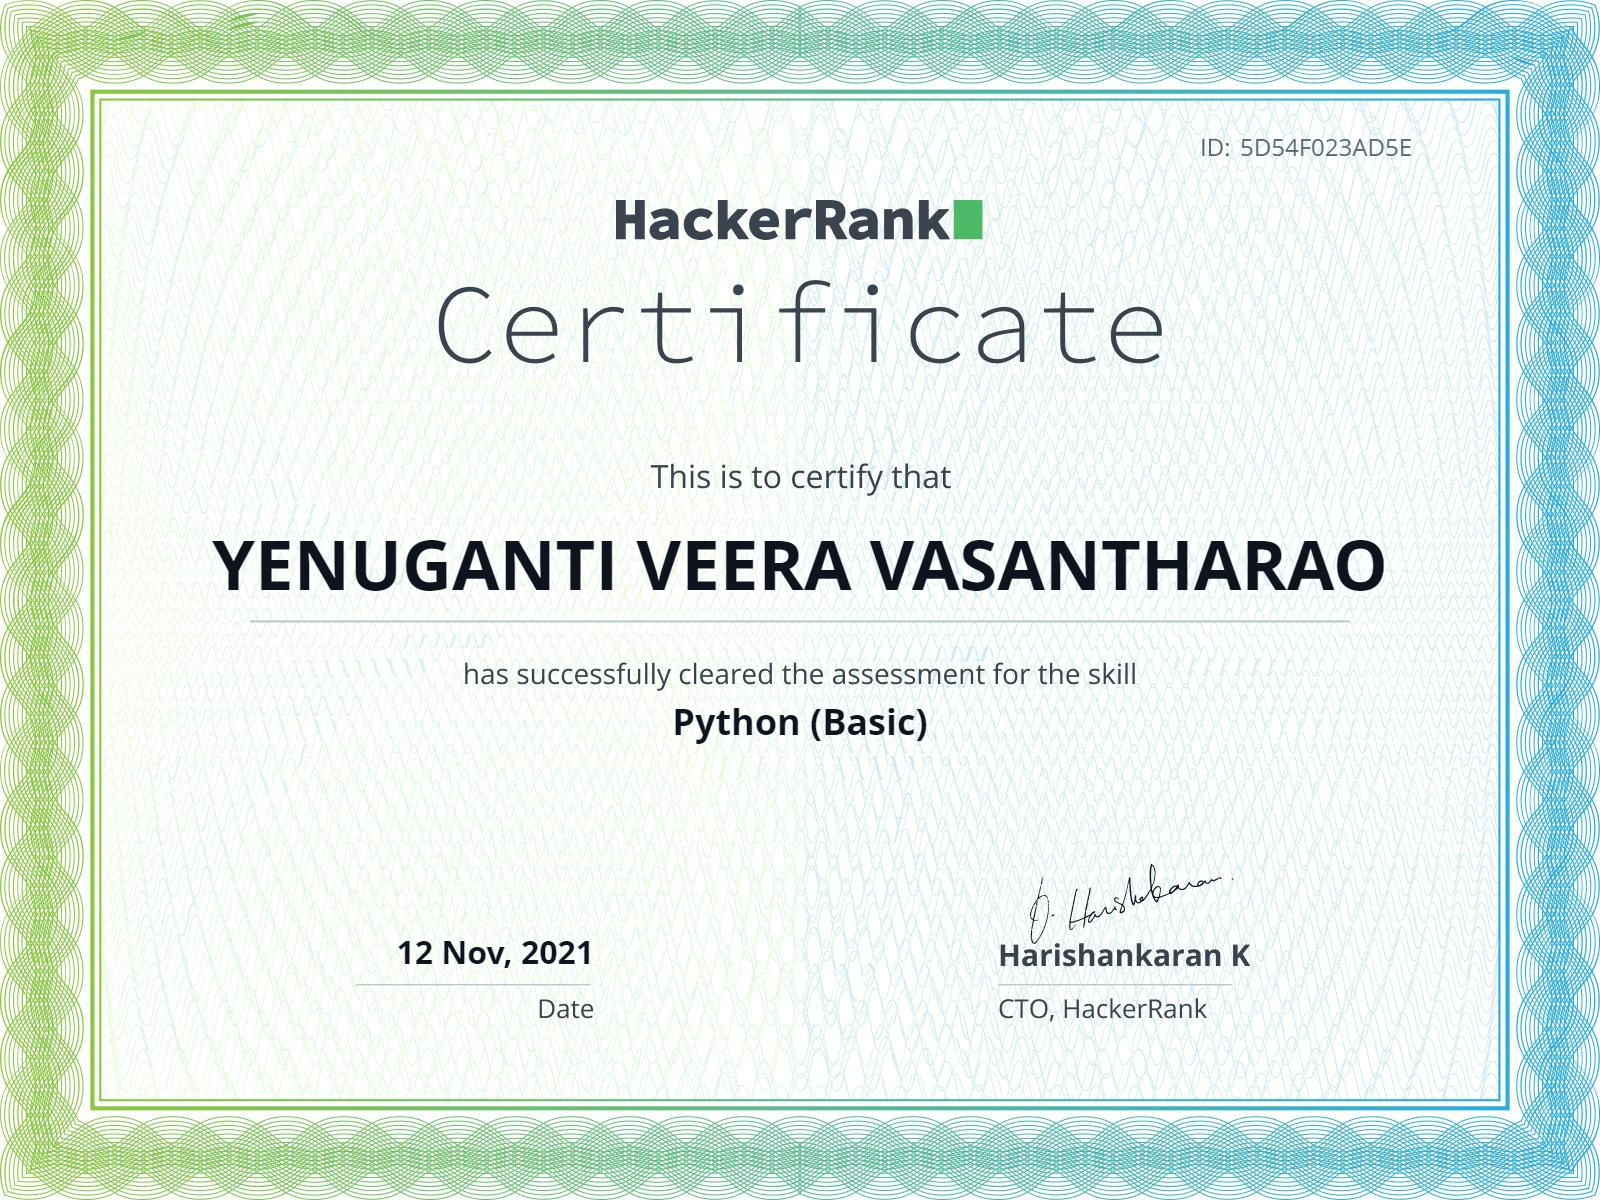 ID: 5D54F023AD5E
HackerRank
Certificate
This is to certify that
YENUGANTI VEERA VASANTHARAO
has successfully cleared the assessment for the skill
Python (Basic)
12 Nov, 2021
Date
H. Harishankaran
Harishankaran K
CTO, HackerRank